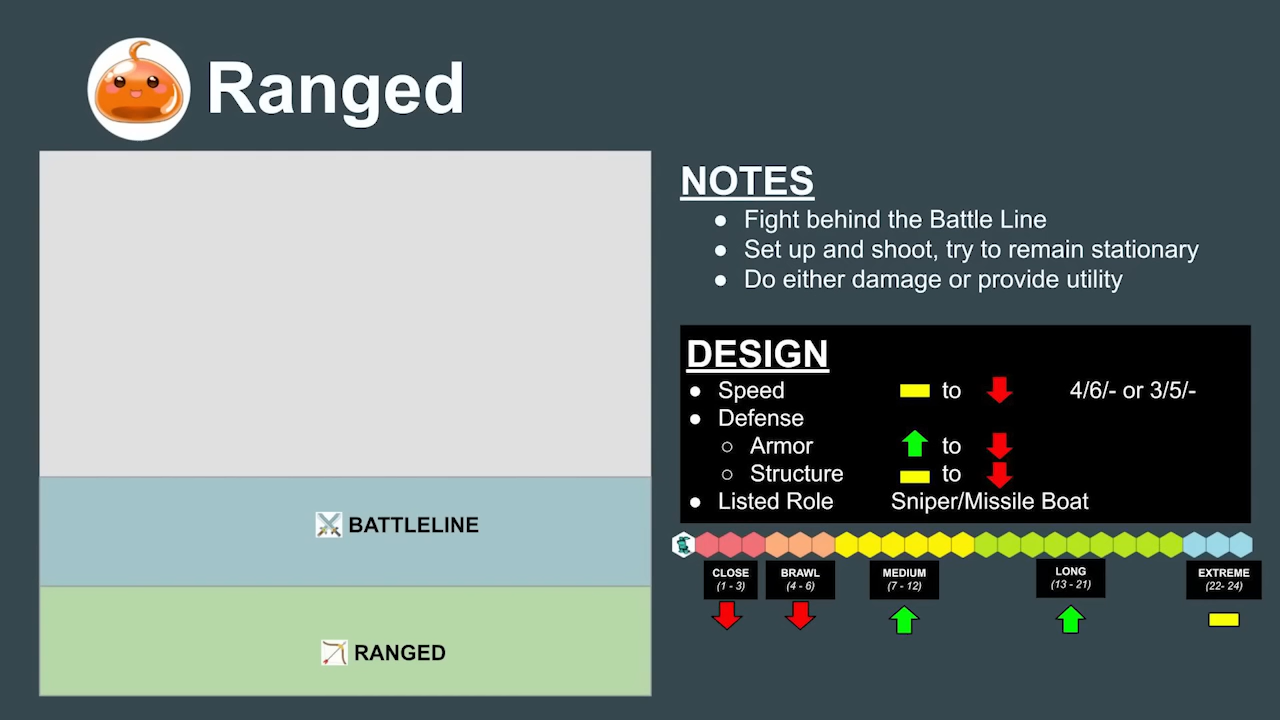 Ranged
NOTES
● Fight behind the Battle Line
● Set up and shoot, try to remain stationary
● Do either damage or provide utility
DESIGN
● Speed to 4/6/- or 3/5/-
● Defense
○ Armor to
○ Structure to
● Listed Role Sniper/Missile Boat
BATTLELINE
RANGED
CLOSE BRAWL MEDIUM LONG EXTREME
(1 - 3) (4 - 6) (7 - 12) (13 - 21) (22- 24)